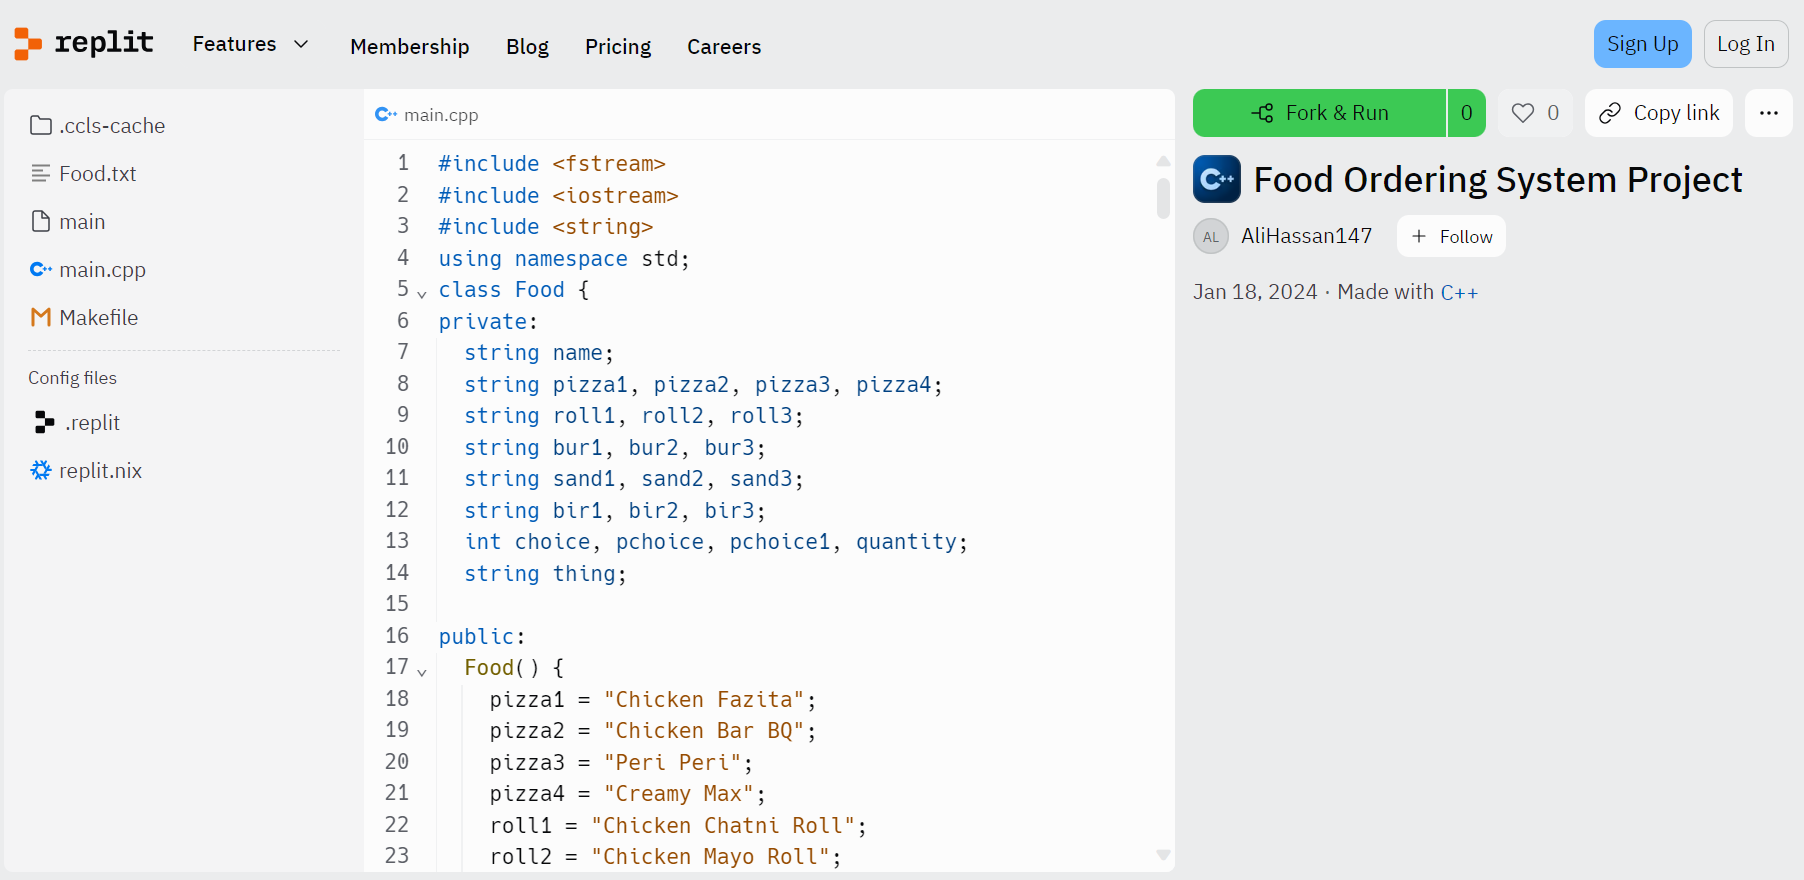 replit
Features
Membership
Blog
Pricing
Careers
Sign Up
Log In
.ccls-cache
Food.txt
main
main.cpp
Makefile
Config files
.replit
replit.nix
main.cpp
1 #include <fstream>
2 #include <iostream>
3 #include <string>
4 using namespace std;
5 class Food {
6 private:
7 string name;
8 string pizza1, pizza2, pizza3, pizza4;
9 string roll1, roll2, roll3;
10 string bur1, bur2, bur3;
11 string sand1, sand2, sand3;
12 string bir1, bir2, bir3;
13 int choice, pchoice, pchoice1, quantity;
14 string thing;
15
16 public:
17 Food() {
18 pizza1 = "Chicken Fazita";
19 pizza2 = "Chicken Bar BQ";
20 pizza3 = "Peri Peri";
21 pizza4 = "Creamy Max";
22 roll1 = "Chicken Chatni Roll";
23 roll2 = "Chicken Mayo Roll";
Fork & Run 0
0
Copy link
C++ Food Ordering System Project
AL AliHassan147
+ Follow
Jan 18, 2024 · Made with C++